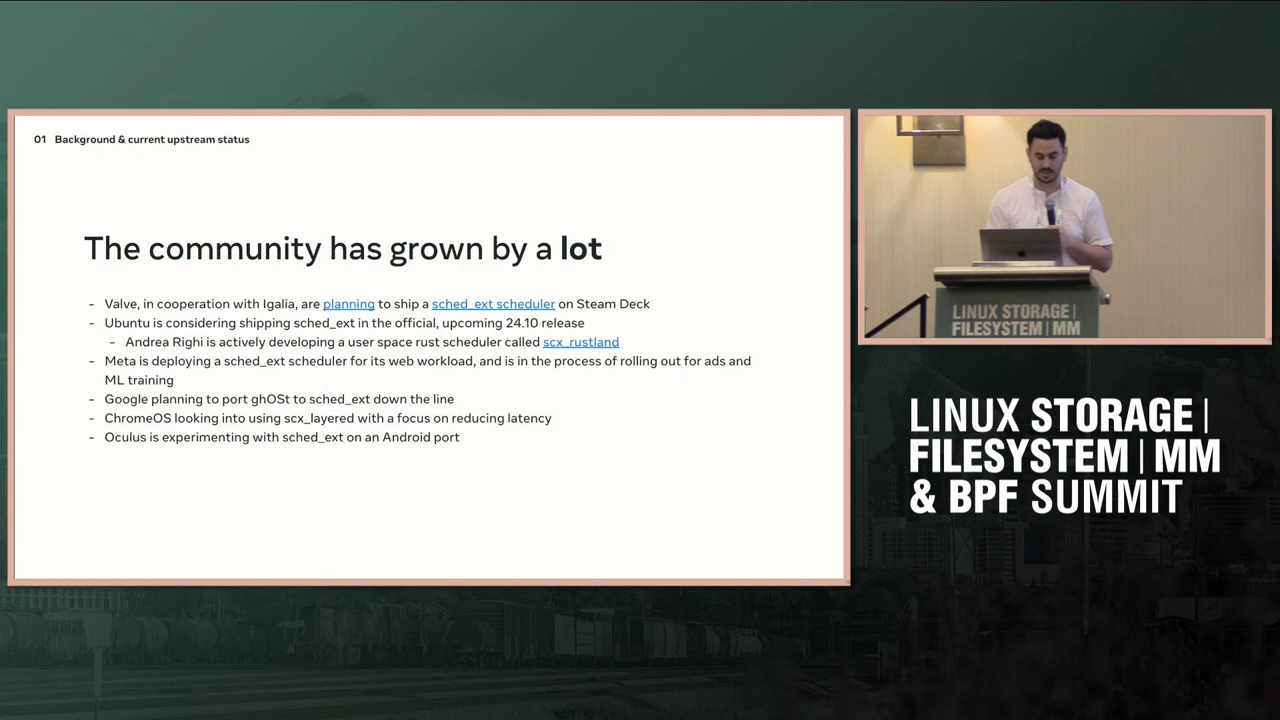 01 Background & current upstream status
The community has grown by a lot
- Valve, in cooperation with Igalia, are planning to ship a sched_ext scheduler on Steam Deck
- Ubuntu is considering shipping sched_ext in the official, upcoming 24.10 release
- Andrea Righi is actively developing a user space rust scheduler called scx_rustland
- Meta is deploying a sched_ext scheduler for its web workload, and is in the process of rolling out for ads and
ML training
- Google planning to port ghOSt to sched_ext down the line
- ChromeOS looking into using scx_layered with a focus on reducing latency
- Oculus is experimenting with sched_ext on an Android port
LINUX STORAGE |
FILESYSTEM | MM
LINUX STORAGE |
FILESYSTEM | MM
& BPF SUMMIT